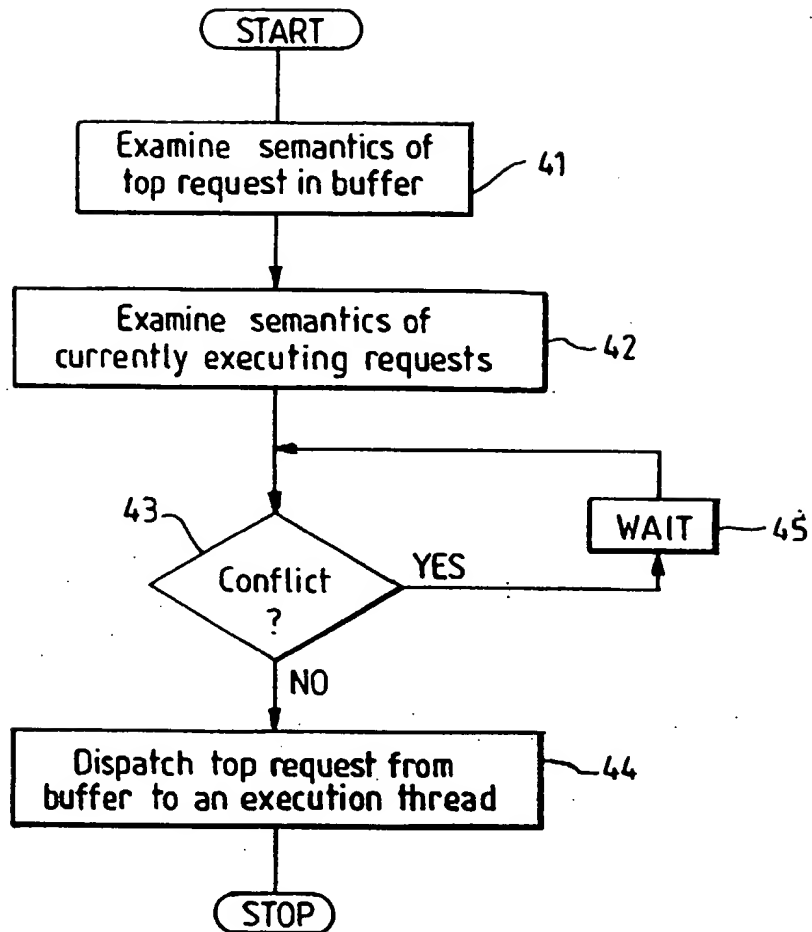 START
Examine semantics of
top request in buffer
41
Examine semantics of
currently executing requests
42
43
WAIT
45
Conflict
?
YES
NO
Dispatch top request from
buffer to an execution thread
44
STOP